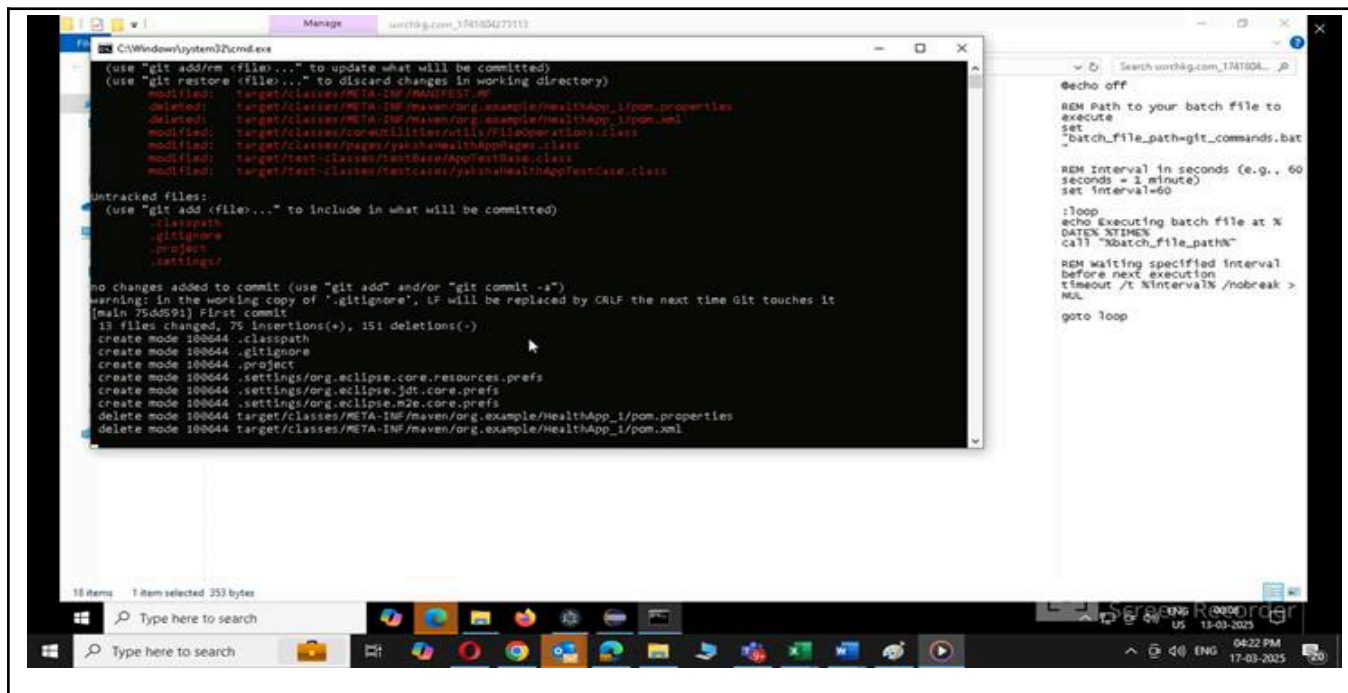 Manage
C:\Windows\system32\cmd.exe
(use "git add/rm <file>..." to update what will be committed)
(use "git restore <file>..." to discard changes in working directory)
modified: target/classes/META-INF/MANIFEST.MF
deleted: target/classes/META-INF/maven/org.example/HealthApp_1/pom.properties
deleted: target/classes/META-INF/maven/org.example/HealthApp_1/pom.xml
modified: target/classes/coreUtilities/utils/FileOperations.class
modified: target/classes/pages/yakshaHealthAppPages.class
modified: target/test-classes/testBase/AppTestBase.class
modified: target/test-classes/testcases/yakshaHealthAppTestCase.class
Untracked files:
(use "git add <file>..." to include in what will be committed)
.classpath
.gitignore
.project
.settings/
no changes added to commit (use "git add" and/or "git commit -a")
warning: in the working copy of '.gitignore', LF will be replaced by CRLF the next time Git touches it
[main 75dd591] First commit
13 files changed, 75 insertions(+), 151 deletions(-)
create mode 100644 .classpath
create mode 100644 .gitignore
create mode 100644 .project
create mode 100644 .settings/org.eclipse.core.resources.prefs
create mode 100644 .settings/org.eclipse.jdt.core.prefs
create mode 100644 .settings/org.eclipse.m2e.core.prefs
delete mode 100644 target/classes/META-INF/maven/org.example/HealthApp_1/pom.properties
delete mode 100644 target/classes/META-INF/maven/org.example/HealthApp_1/pom.xml
Search
@echo off
REM Path to your batch file to
execute
set
"batch_file_path=git_commands.bat
"
REM Interval in seconds (e.g., 60
seconds = 1 minute)
set interval=60
:loop
echo Executing batch file at %
DATE% %TIME%
call "%batch_file_path%"
REM Waiting specified interval
before next execution
timeout /t %interval% /nobreak >
NUL
goto loop
18 items 1 item selected 353 bytes
Type here to search
ENG
US 13-03-2025
Screen Recorder
Type here to search
ENG 04:22 PM
17-03-2025
20